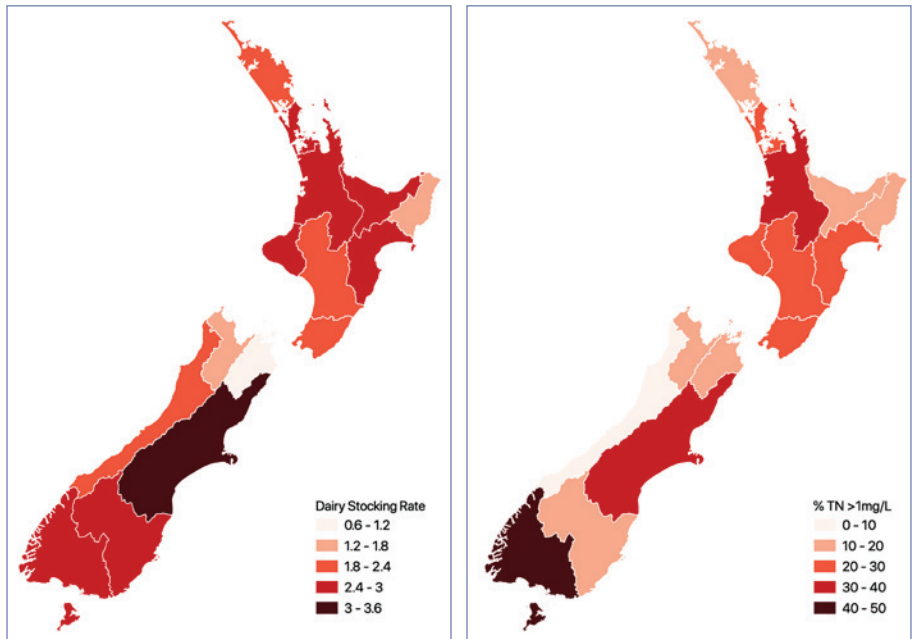 Dairy Stocking Rate
0.6 - 1.2
1.2 - 1.8
1.8 - 2.4
2.4 - 3
3 - 3.6
% TN >1mg/L
0 - 10
10 - 20
20 - 30
30 - 40
40 - 50